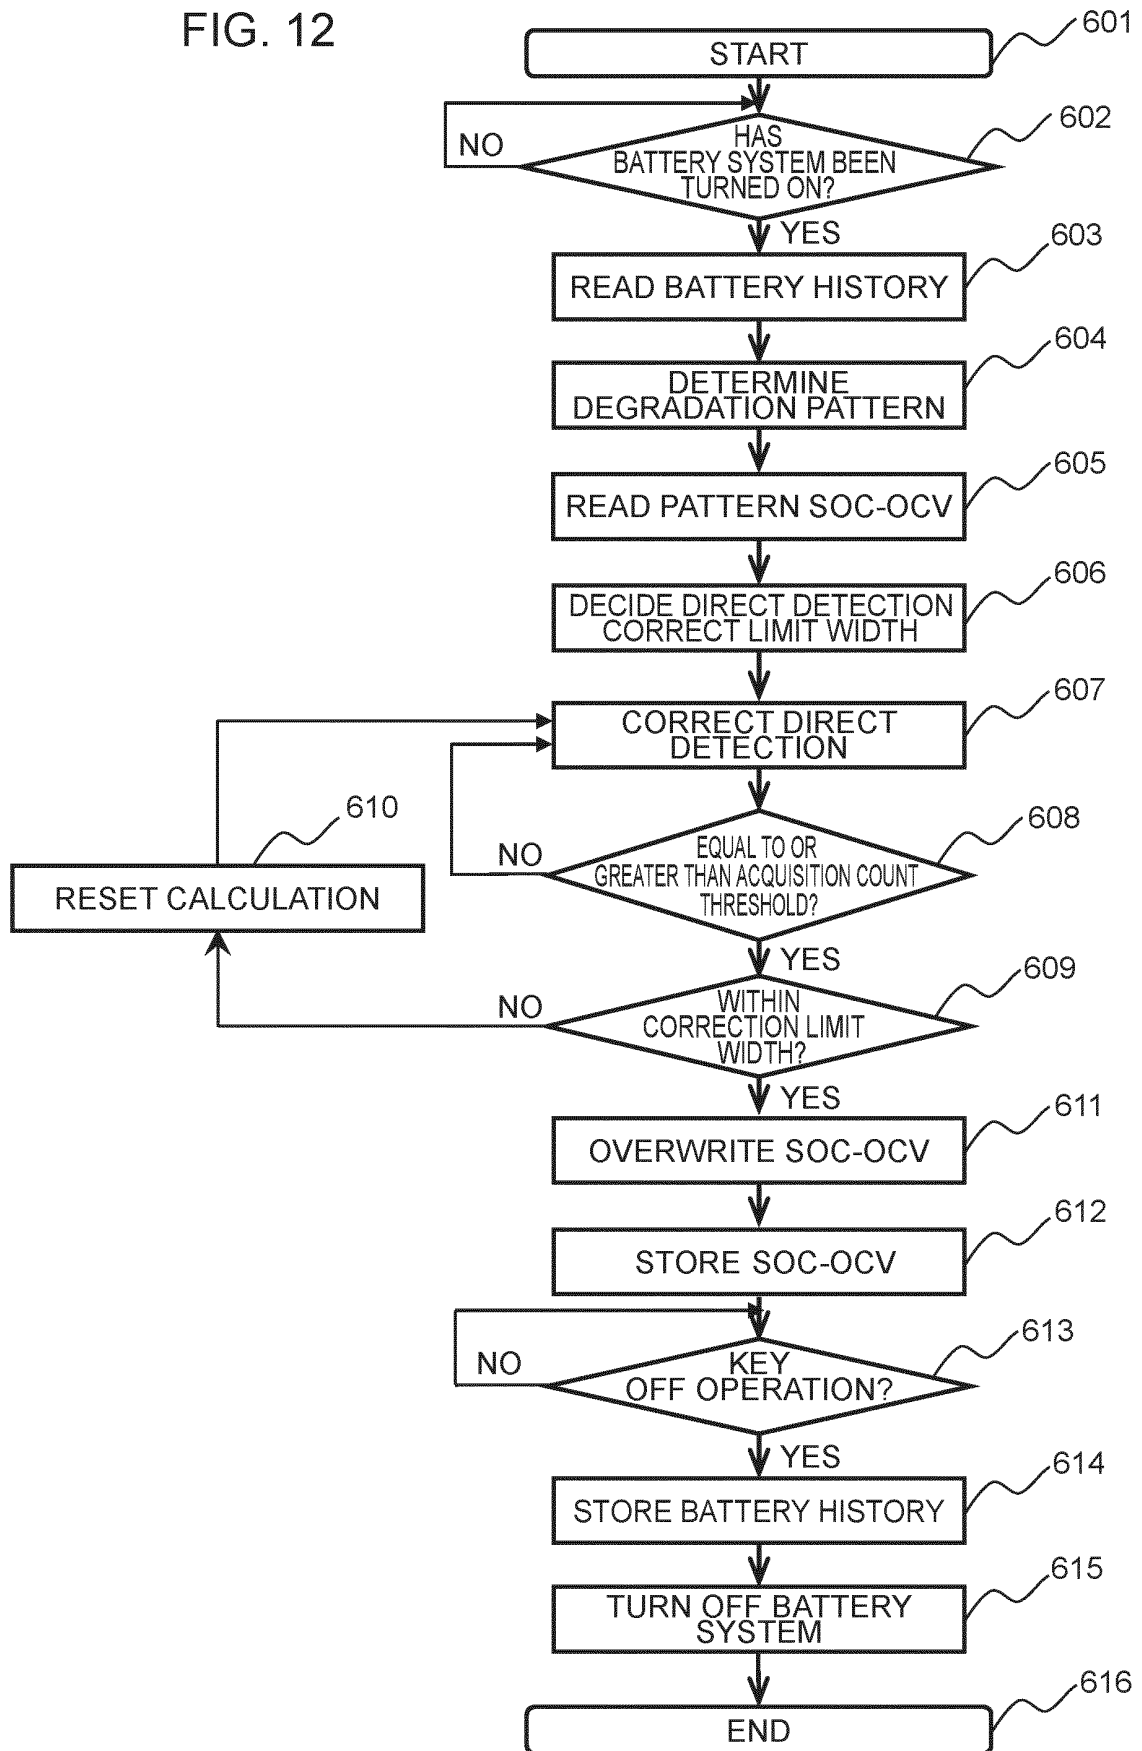 FIG. 12
START
601
HAS
BATTERY SYSTEM BEEN
TURNED ON?
602
NO
YES
READ BATTERY HISTORY
603
DETERMINE
DEGRADATION PATTERN
604
READ PATTERN SOC-OCV
605
DECIDE DIRECT DETECTION
CORRECT LIMIT WIDTH
606
CORRECT DIRECT
DETECTION
607
EQUAL TO OR
GREATER THAN ACQUISITION COUNT
THRESHOLD?
608
NO
YES
610
RESET CALCULATION
WITHIN
CORRECTION LIMIT
WIDTH?
609
NO
YES
OVERWRITE SOC-OCV
611
STORE SOC-OCV
612
KEY
OFF OPERATION?
613
NO
YES
STORE BATTERY HISTORY
614
TURN OFF BATTERY
SYSTEM
615
END
616